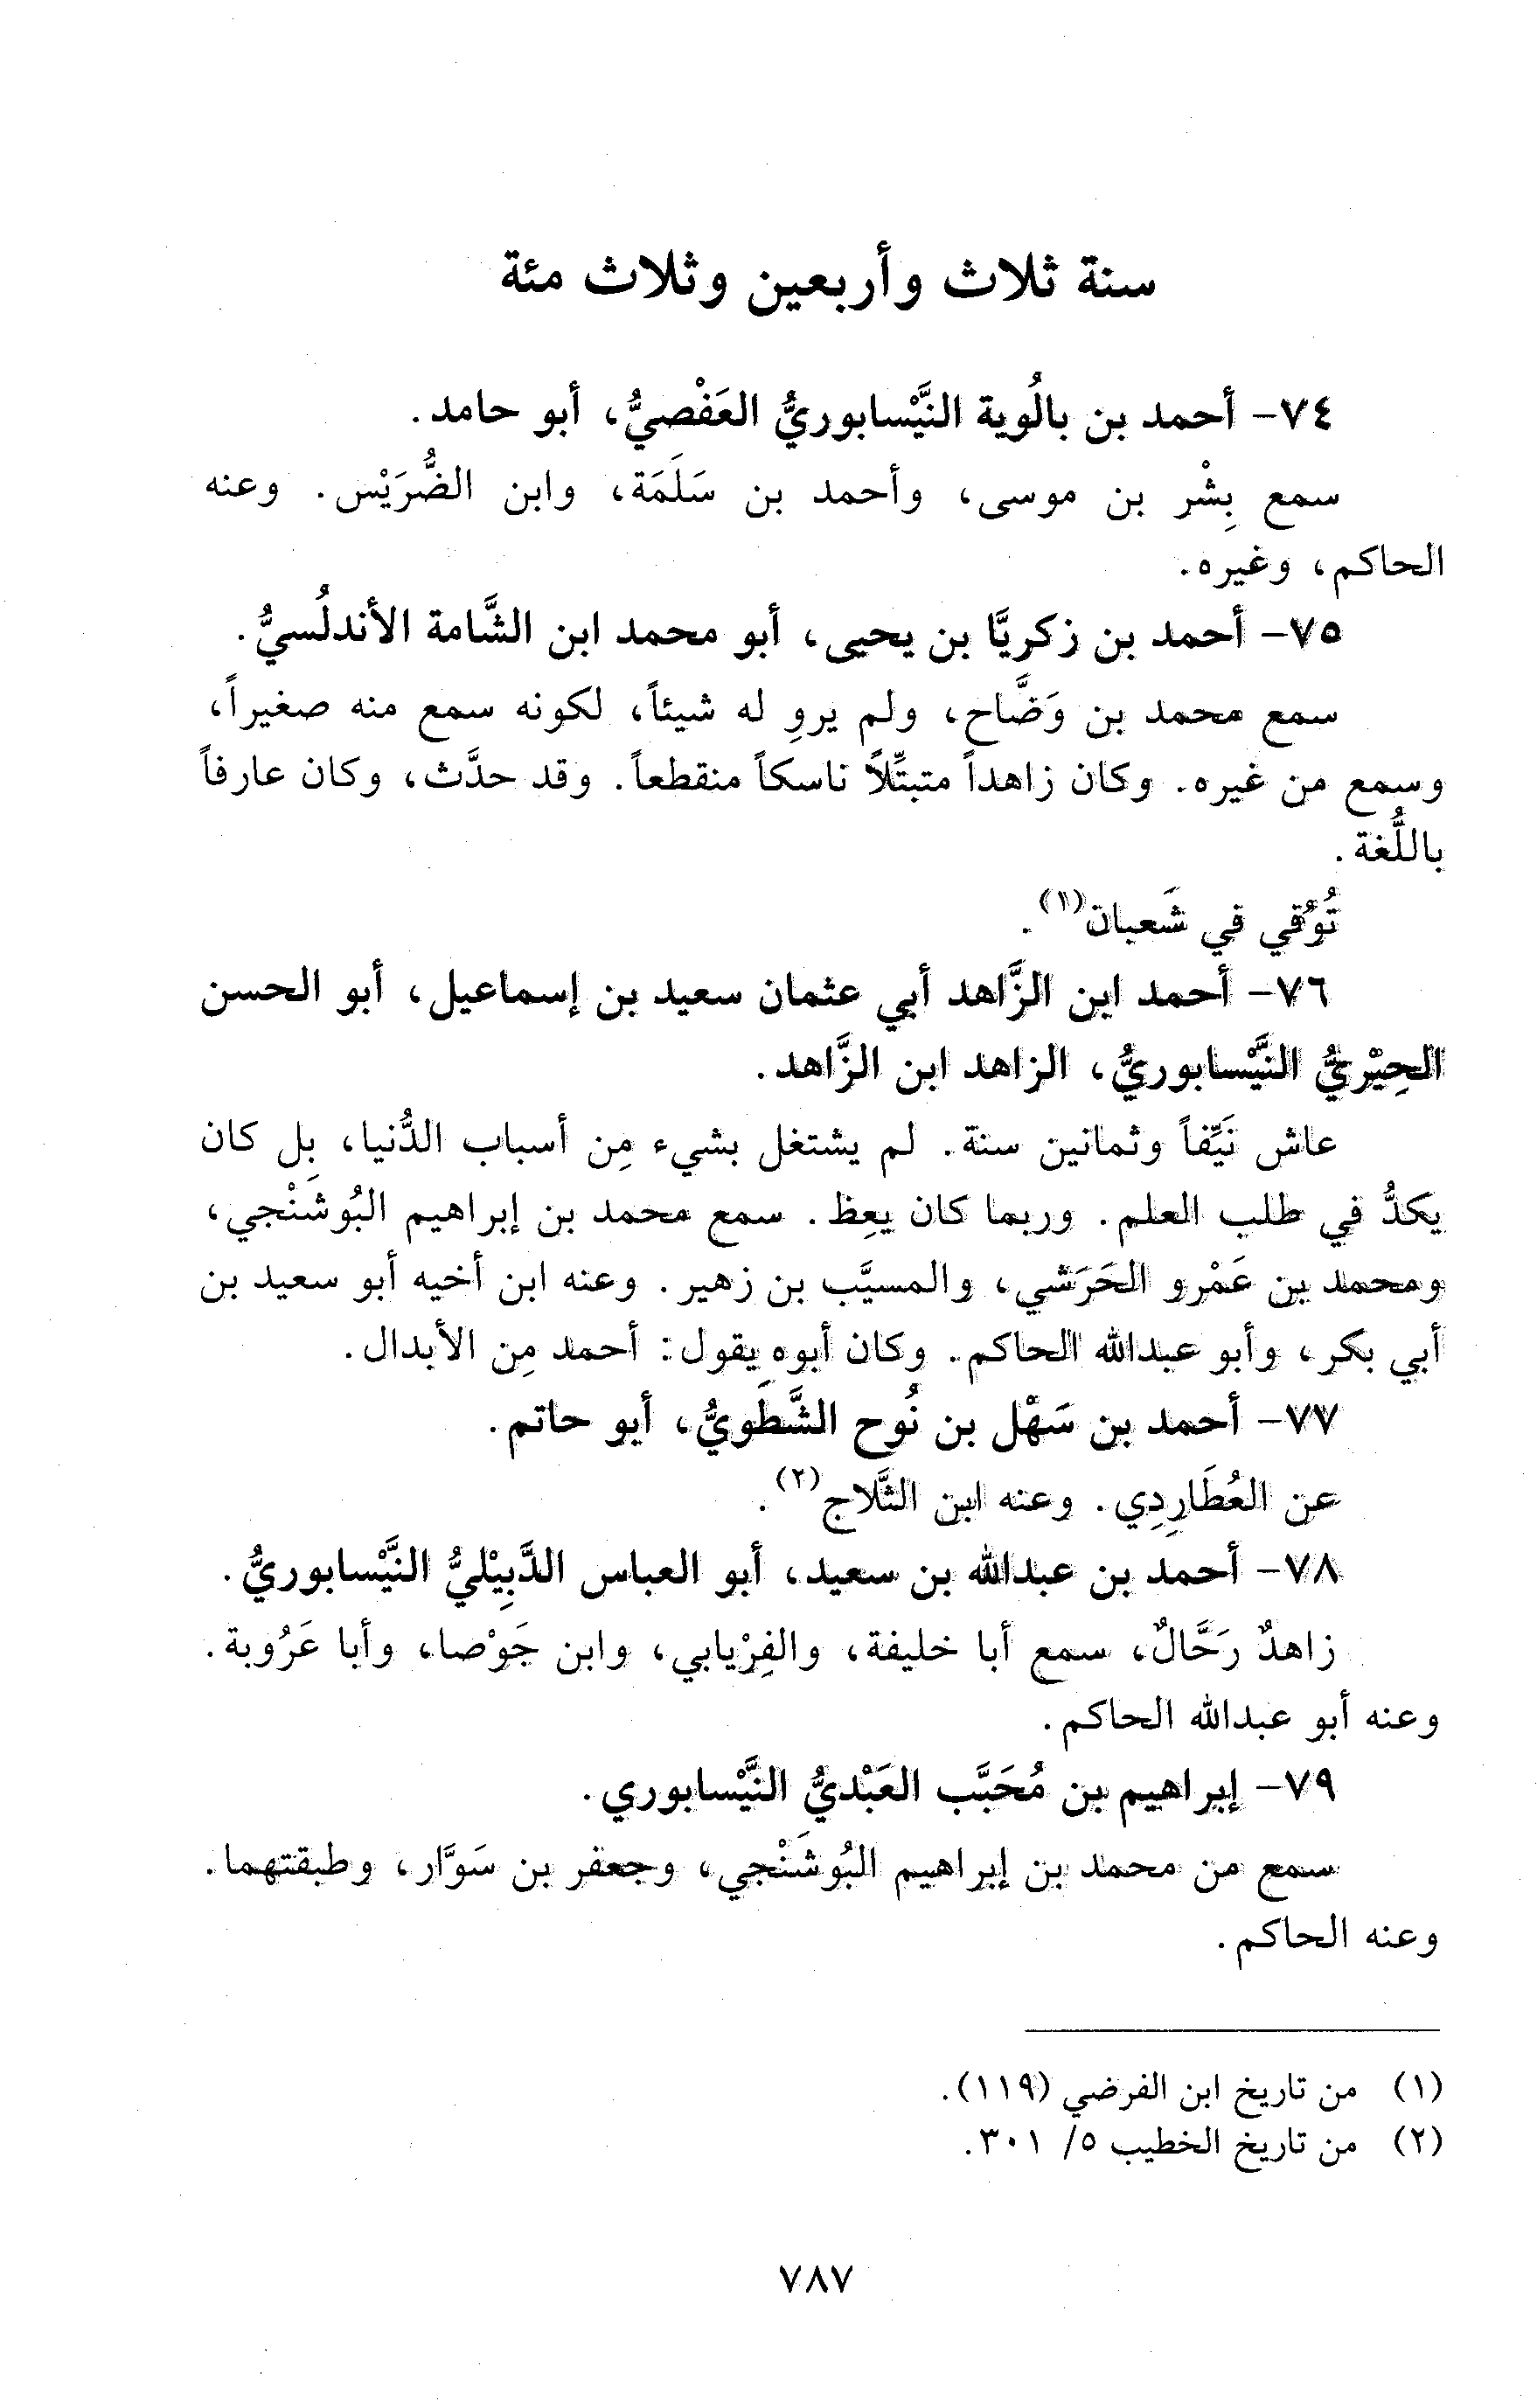 سنة ثلاث وأربعين وثلاث مئة
٧٤- أحمد بن بالُوية النَّيْسابوريُّ العَفْصيُّ، أبو حامد.
سمع بِشْر بن موسى، وأحمد بن سَلَمَة، وابن الضُّرَيْس. وعنه
الحاكم، وغيره.
٧٥- أحمد بن زكريَّا بن يحيى، أبو محمد ابن الشَّامة الأندلُسيُّ.
سمع محمد بن وَضَّاح، ولم يروِ له شيئاً، لكونه سمع منه صغيراً،
وسمع من غيره. وكان زاهداً متبتِّلاً ناسكاً منقطعاً. وقد حدَّث، وكان عارفاً
باللُّغة.
تُوُفي في شَعبان(١).
٧٦- أحمد ابن الزَّاهد أبي عثمان سعيد بن إسماعيل، أبو الحسن
الحِيْريُّ النَّيْسابوريُّ، الزاهد ابن الزَّاهد.
عاش نَيِّفاً وثمانين سنة. لم يشتغل بشيء مِن أسباب الدُّنيا، بل كان
يكدُّ في طلب العلم. وربما كان يعِظ. سمع محمد بن إبراهيم البُوشَنْجي،
ومحمد بن عَمْرو الحَرَشي، والمسيَّب بن زهير. وعنه ابن أخيه أبو سعيد بن
أبي بكر، وأبو عبدالله الحاكم. وكان أبوه يقول: أحمد مِن الأبدال.
٧٧- أحمد بن سَهْل بن نُوح الشَّطَويُّ، أبو حاتم.
عن العُطَارِدِي. وعنه ابن الثَّلاج(٢).
٧٨- أحمد بن عبدالله بن سعيد، أبو العباس الدَّبِيْليُّ النَّيْسابوريُّ.
زاهدٌ رَحَّالٌ، سمع أبا خليفة، والفِرْيابي، وابن جَوْصا، وأبا عَرُوبة.
وعنه أبو عبدالله الحاكم.
٧٩- إبراهيم بن مُحَبَّب العَبْديُّ النَّيْسابوري.
سمع من محمد بن إبراهيم البُوشَنْجي، وجعفر بن سَوَّار، وطبقتهما.
وعنه الحاكم.
(١) من تاريخ ابن الفرضي (١١٩).
(٢) من تاريخ الخطيب ٥/ ٣٠١.
٧٨٧